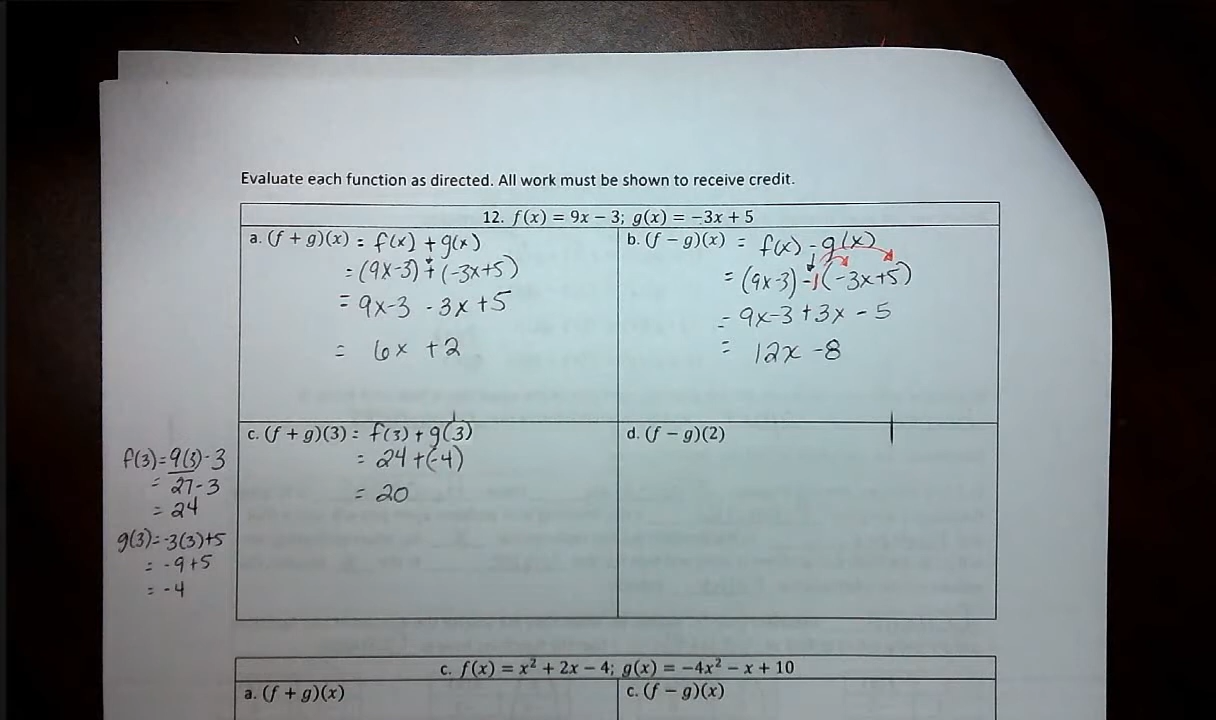 Evaluate each function as directed. All work must be shown to receive credit.
12. f(x) = 9x − 3; g(x) = −3x + 5
a. (f + g)(x) = f(x) + g(x)
= (9x-3) + (-3x+5)
= 9x-3 -3x+5
= 6x +2
b. (f − g)(x) = f(x) - g(x)
= (9x-3) -1(-3x+5)
= 9x-3+3x-5
= 12x -8
f(3)=9(3)-3
= 27-3
= 24
g(3)=-3(3)+5
= -9+5
= -4
c. (f + g)(3) = f(3) + g(3)
= 24+(-4)
= 20
d. (f − g)(2)
c. f(x) = x² + 2x − 4; g(x) = −4x² − x + 10
a. (f + g)(x)
c. (f − g)(x)